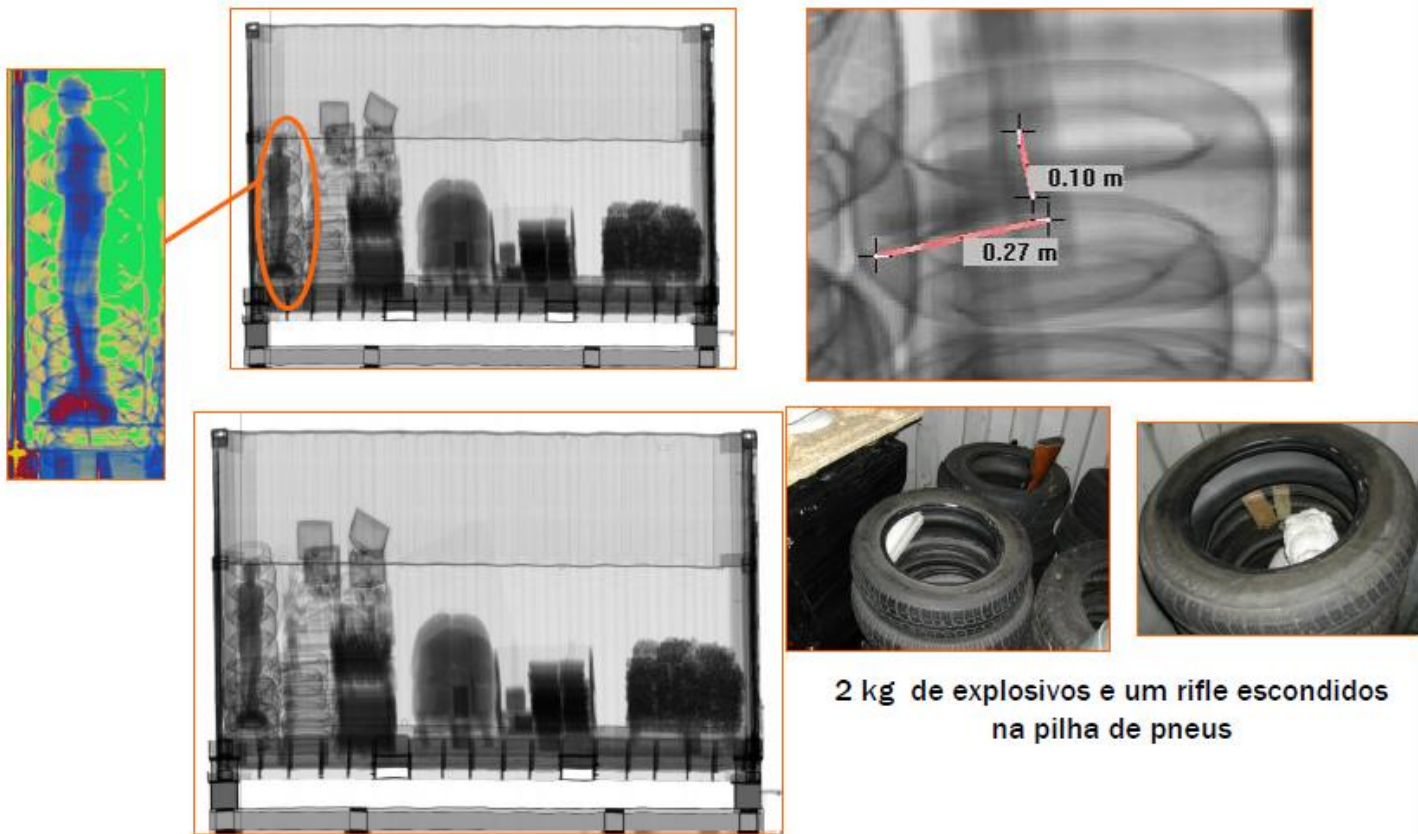 0.10 m
0.27 m
2 kg de explosivos e um rifle escondidos
na pilha de pneus